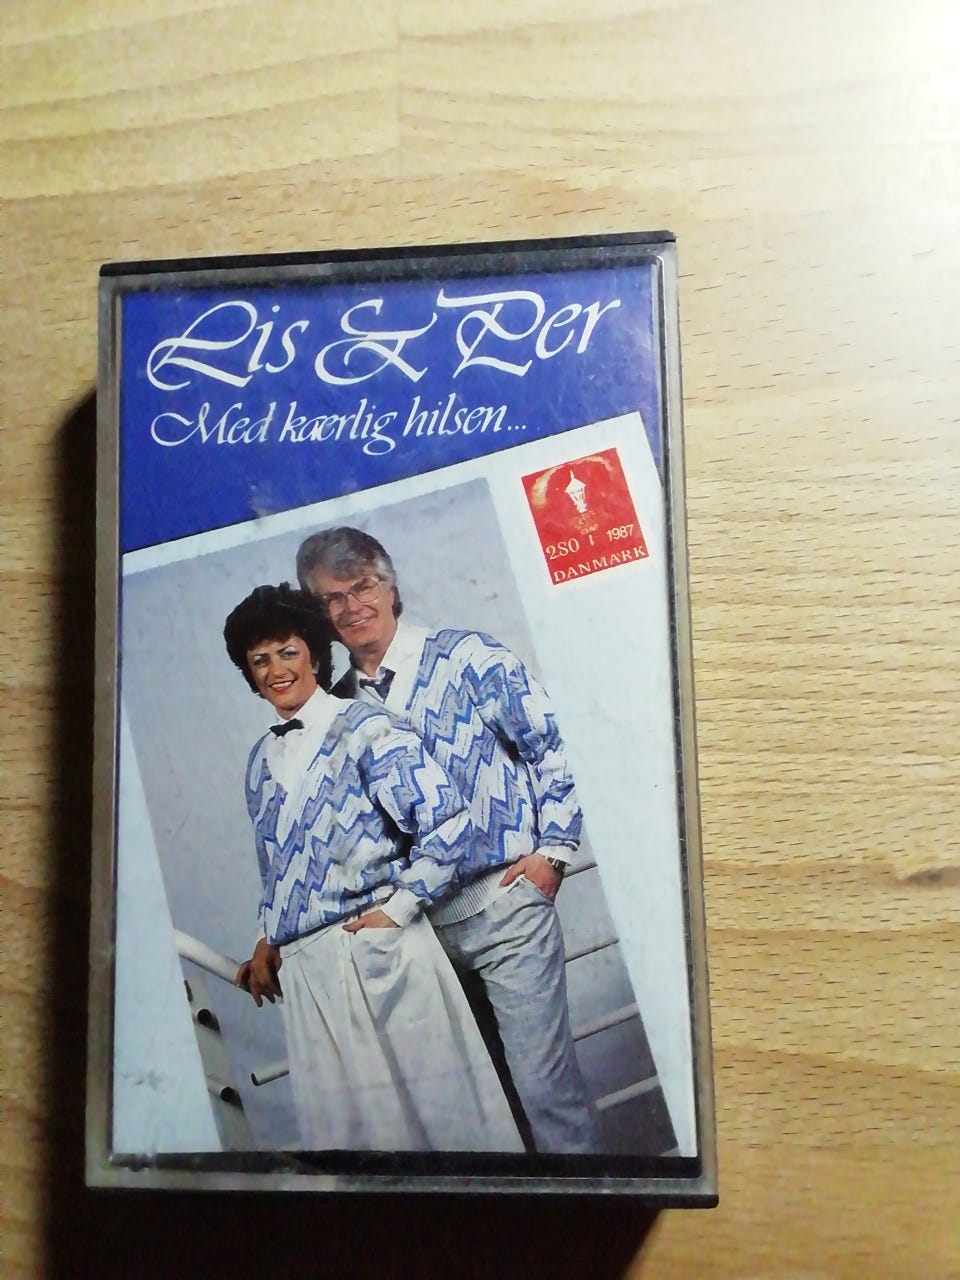 Lis & Per
Med kærlig hilsen...
280 1987
DANMARK